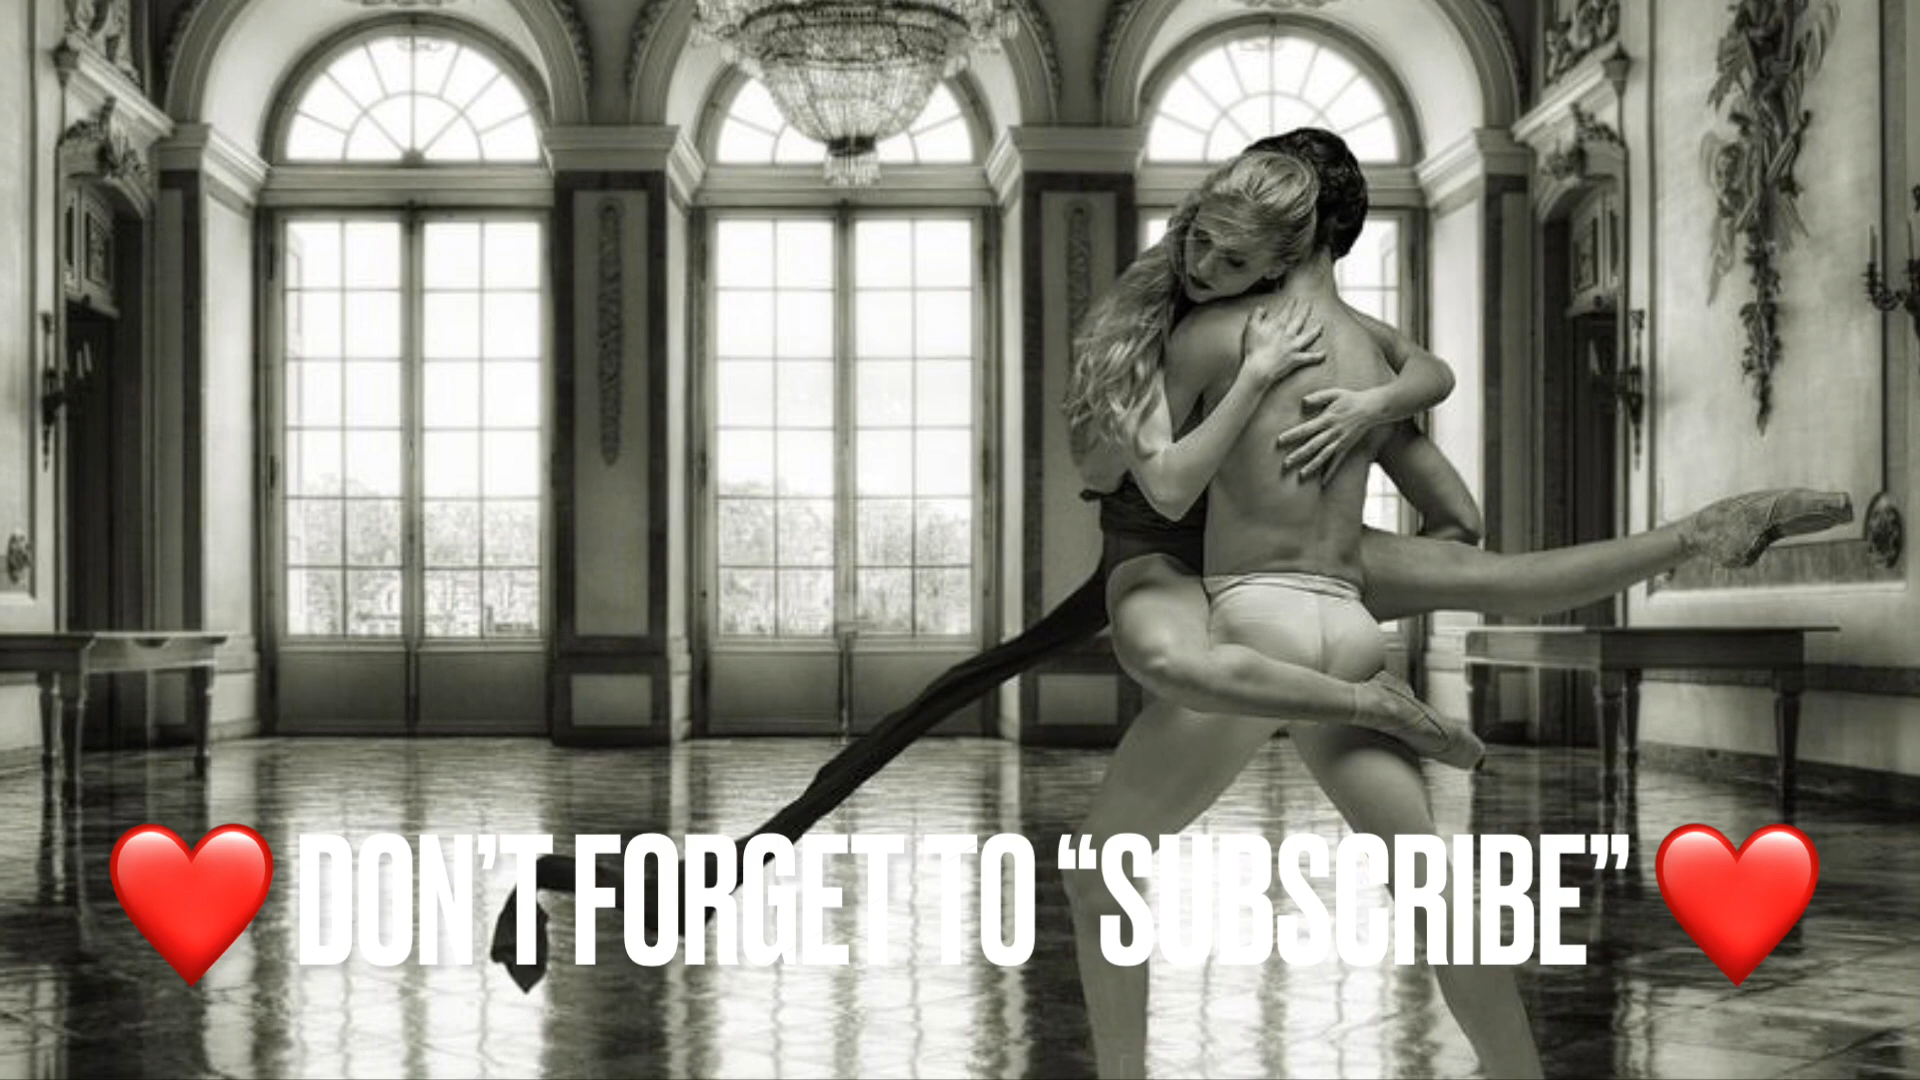 ❤️ DON’T FORGET TO “SUBSCRIBE” ❤️